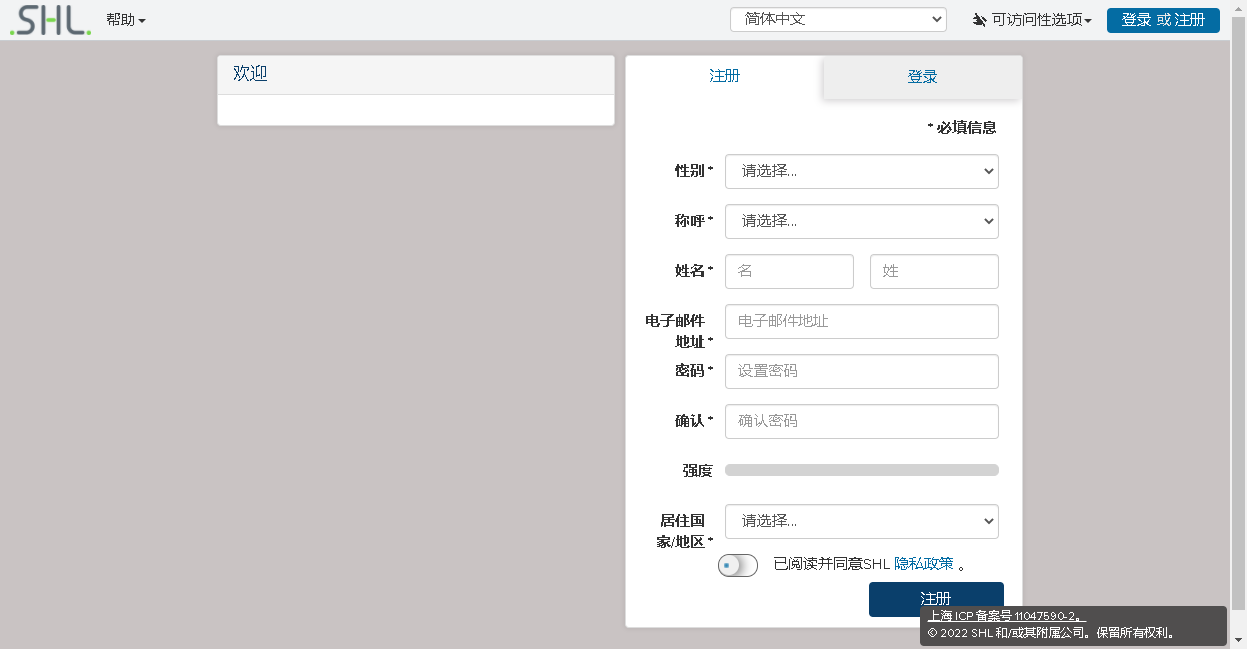 .SHL.
帮助
简体中文
可访问性选项
登录 或 注册
欢迎
注册
登录
* 必填信息
性别 *
请选择...
称呼 *
请选择...
姓名 *
名
姓
电子邮件
地址 *
电子邮件地址
密码 *
设置密码
确认 *
确认密码
强度
居住国
家/地区 *
请选择...
已阅读并同意SHL 隐私政策 。
注册
上海 ICP 备案号 11047590-2。
© 2022 SHL 和/或其附属公司。保留所有权利。